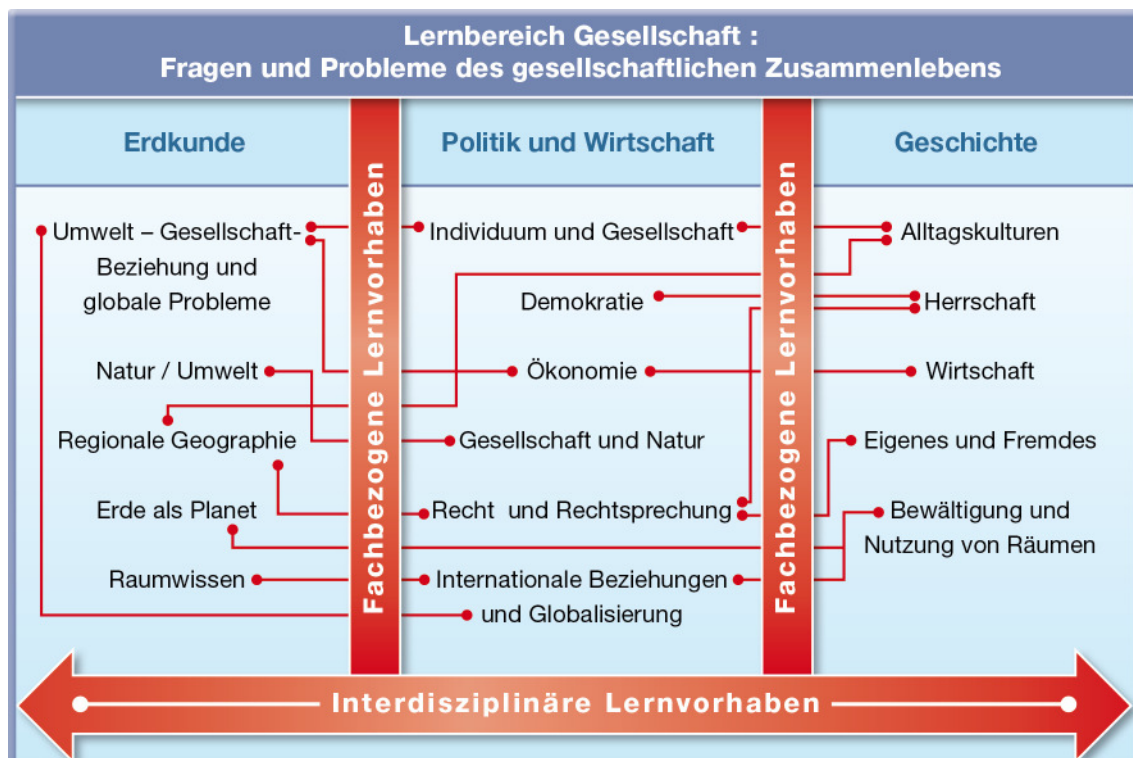 Lernbereich Gesellschaft :
Fragen und Probleme des gesellschaftlichen Zusammenlebens
Erdkunde
Politik und Wirtschaft
Geschichte
Umwelt – Gesellschaft-
Beziehung und
globale Probleme
Natur / Umwelt
Regionale Geographie
Erde als Planet
Raumwissen
Fachbezogene Lernvorhaben
Individuum und Gesellschaft
Demokratie
Ökonomie
Gesellschaft und Natur
Recht und Rechtsprechung
Internationale Beziehungen
und Globalisierung
Fachbezogene Lernvorhaben
Alltagskulturen
Herrschaft
Wirtschaft
Eigenes und Fremdes
Bewältigung und
Nutzung von Räumen
Interdisziplinäre Lernvorhaben